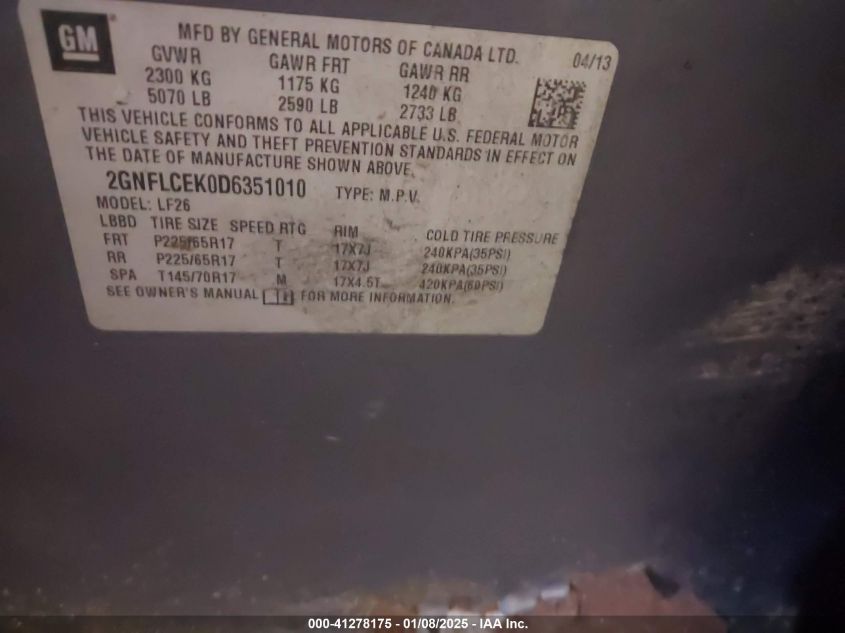 GM
MFD BY GENERAL MOTORS OF CANADA LTD.
04/13
GVWR GAWR FRT GAWR RR
2300 KG 1175 KG 1240 KG
5070 LB 2590 LB 2733 LB
THIS VEHICLE CONFORMS TO ALL APPLICABLE U.S. FEDERAL MOTOR
VEHICLE SAFETY AND THEFT PREVENTION STANDARDS IN EFFECT ON
THE DATE OF MANUFACTURE SHOWN ABOVE.
2GNFLCEK0D6351010 TYPE: M.P.V.
MODEL: LF26
LBBD TIRE SIZE SPEED RTG RIM COLD TIRE PRESSURE
FRT P225/65R17 T 17X7J 240KPA(35PSI)
RR P225/65R17 T 17X7J 240KPA(35PSI)
SPA T145/70R17 M 17X4.5T 420KPA(60PSI)
SEE OWNER'S MANUAL FOR MORE INFORMATION.
000-41278175 — 01/08/2025 - IAA Inc.